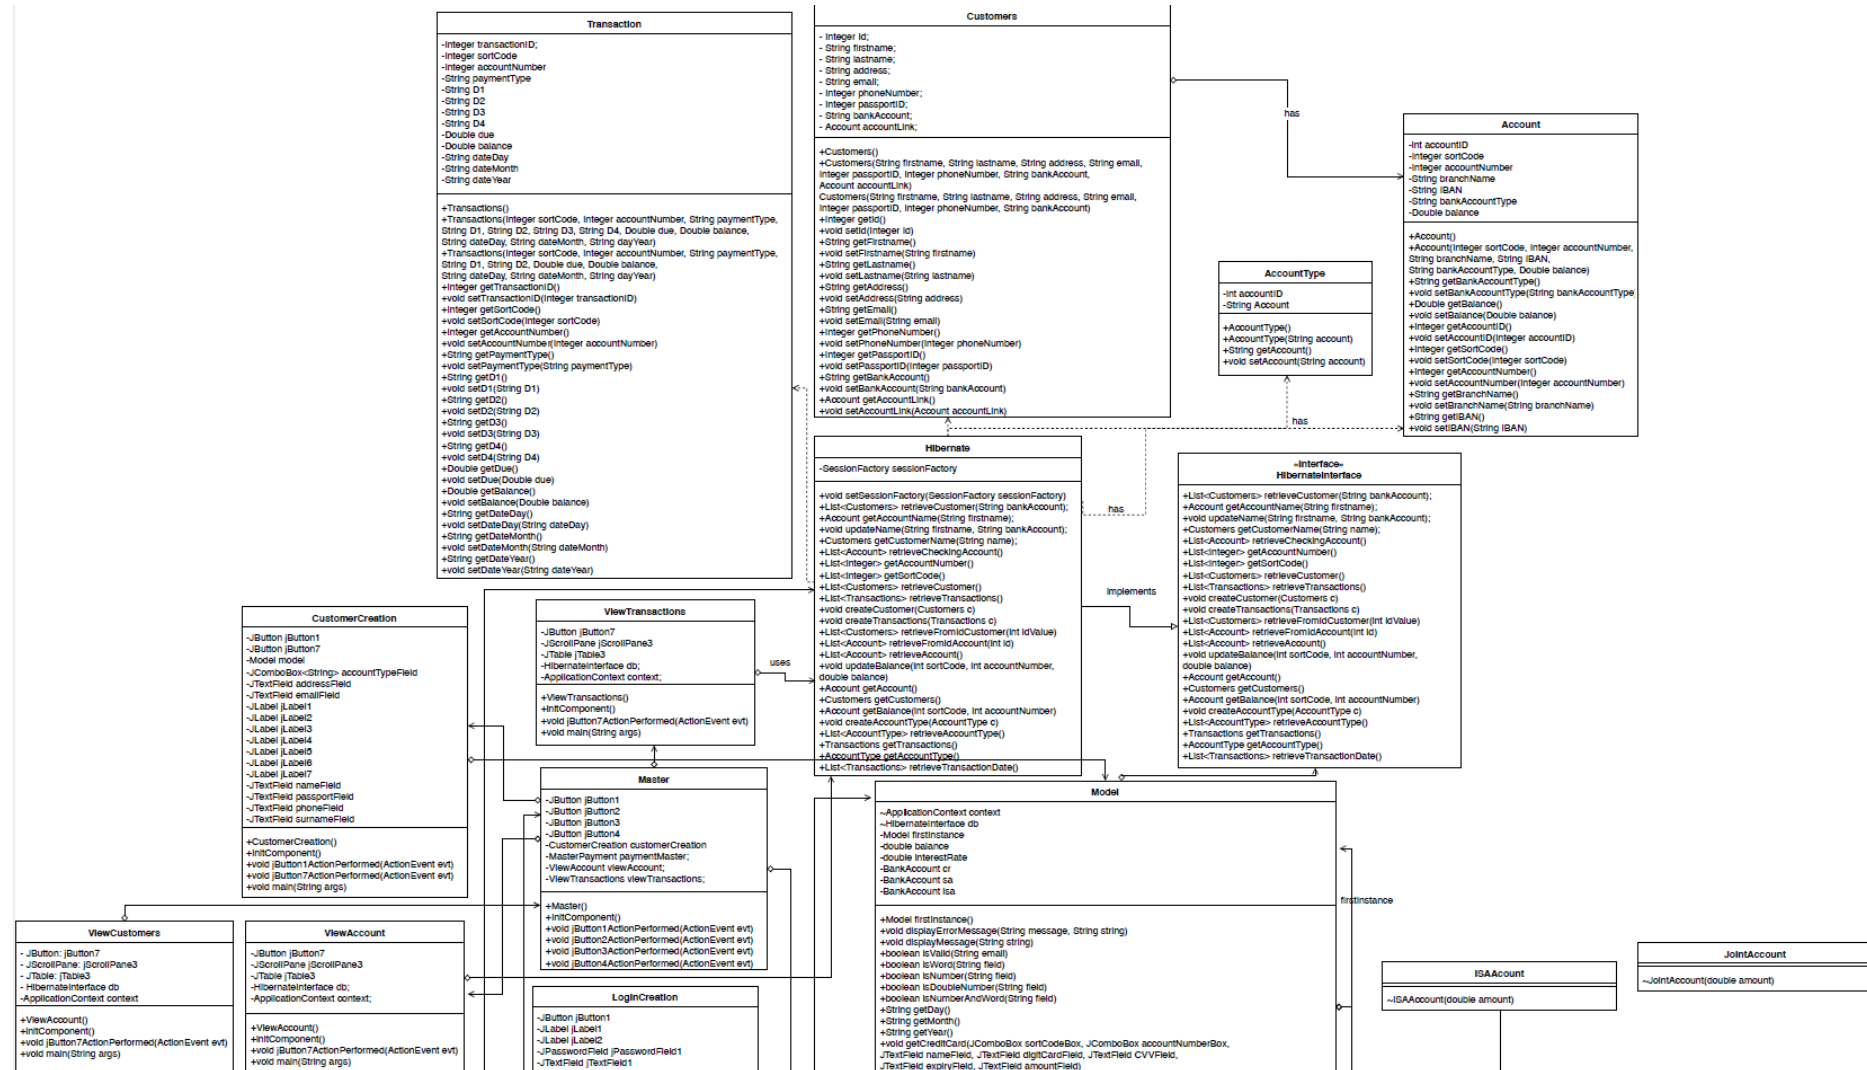 Transaction
-Integer transactionID;
-Integer sortCode
-Integer accountNumber
-String paymentType
-String D1
-String D2
-String D3
-String D4
-Double due
-Double balance
-String dateDay
-String dateMonth
-String dateYear
+Transactions()
+Transactions(Integer sortCode, Integer accountNumber, String paymentType,
String D1, String D2, String D3, String D4, Double due, Double balance,
String dateDay, String dateMonth, String dayYear)
+Transactions(Integer sortCode, Integer accountNumber, String paymentType,
String D1, String D2, Double due, Double balance,
String dateDay, String dateMonth, String dayYear)
+Integer getTransactionID()
+void setTransactionID(Integer transactionID)
+Integer getSortCode()
+void setSortCode(Integer sortCode)
+Integer getAccountNumber()
+void setAccountNumber(Integer accountNumber)
+String getPaymentType()
+void setPaymentType(String paymentType)
+String getD1()
+void setD1(String D1)
+String getD2()
+void setD2(String D2)
+String getD3()
+void setD3(String D3)
+String getD4()
+void setD4(String D4)
+Double getDue()
+void setDue(Double due)
+Double getBalance()
+void setBalance(Double balance)
+String getDateDay()
+void setDateDay(String dateDay)
+String getDateMonth()
+void setDateMonth(String dateMonth)
+String getDateYear()
+void setDateYear(String dateYear)
Customers
- Integer id;
- String firstname;
- String lastname;
- String address;
- String email;
- Integer phoneNumber;
- Integer passportID;
- String bankAccount;
- Account accountLink;
+Customers()
+Customers(String firstname, String lastname, String address, String email,
Integer passportID, Integer phoneNumber, String bankAccount,
Account accountLink)
Customers(String firstname, String lastname, String address, String email,
Integer passportID, Integer phoneNumber, String bankAccount)
+Integer getId()
+void setId(Integer id)
+String getFirstname()
+void setFirstname(String firstname)
+String getLastname()
+void setLastname(String lastname)
+String getAddress()
+void setAddress(String address)
+String getEmail()
+void setEmail(String email)
+Integer getPhoneNumber()
+void setPhoneNumber(Integer phoneNumber)
+Integer getPassportID()
+void setPassportID(Integer passportID)
+String getBankAccount()
+void setBankAccount(String bankAccount)
+Account getAccountLink()
+void setAccountLink(Account accountLink)
has
Account
-int accountID
-Integer sortCode
-Integer accountNumber
-String branchName
-String IBAN
-String bankAccountType
-Double balance
+Account()
+Account(Integer sortCode, Integer accountNumber,
String branchName, String IBAN,
String bankAccountType, Double balance)
+String getBankAccountType()
+void setBankAccountType(String bankAccountType
+Double getBalance()
+void setBalance(Double balance)
+Integer getAccountID()
+void setAccountID(Integer accountID)
+Integer getSortCode()
+void setSortCode(Integer sortCode)
+Integer getAccountNumber()
+void setAccountNumber(Integer accountNumber)
+String getBranchName()
+void setBranchName(String branchName)
+String getIBAN()
+void setIBAN(String IBAN)
AccountType
-int accountID
-String Account
+AccountType()
+AccountType(String account)
+String getAccount()
+void setAccount(String account)
has
Hibernate
-SessionFactory sessionFactory
+void setSessionFactory(SessionFactory sessionFactory)
+List<Customers> retrieveCustomer(String bankAccount);
+Account getAccountName(String firstname);
+void updateName(String firstname, String bankAccount);
+Customers getCustomerName(String name);
+List<Account> retrieveCheckingAccount()
+List<Integer> getAccountNumber()
+List<Integer> getSortCode()
+List<Customers> retrieveCustomer()
+List<Transactions> retrieveTransactions()
+void createCustomer(Customers c)
+void createTransactions(Transactions c)
+List<Customers> retrieveFromIdCustomer(int idValue)
+List<Account> retrieveFromIdAccount(int id)
+List<Account> retrieveAccount()
+void updateBalance(int sortCode, int accountNumber,
double balance)
+Account getAccount()
+Customers getCustomers()
+Account getBalance(int sortCode, int accountNumber)
+void createAccountType(AccountType c)
+List<AccountType> retrieveAccountType()
+Transactions getTransactions()
+AccountType getAccountType()
+List<Transactions> retrieveTransactionDate()
has
implements
«interface»
HibernateInterface
+List<Customers> retrieveCustomer(String bankAccount);
+Account getAccountName(String firstname);
+void updateName(String firstname, String bankAccount);
+Customers getCustomerName(String name);
+List<Account> retrieveCheckingAccount()
+List<Integer> getAccountNumber()
+List<Integer> getSortCode()
+List<Customers> retrieveCustomer()
+List<Transactions> retrieveTransactions()
+void createCustomer(Customers c)
+void createTransactions(Transactions c)
+List<Customers> retrieveFromIdCustomer(int idValue)
+List<Account> retrieveFromIdAccount(int id)
+List<Account> retrieveAccount()
+void updateBalance(int sortCode, int accountNumber,
double balance)
+Account getAccount()
+Customers getCustomers()
+Account getBalance(int sortCode, int accountNumber)
+void createAccountType(AccountType c)
+List<AccountType> retrieveAccountType()
+Transactions getTransactions()
+AccountType getAccountType()
+List<Transactions> retrieveTransactionDate()
CustomerCreation
-JButton jButton1
-JButton jButton7
-Model model
-JComboBox<String> accountTypeField
-JTextField addressField
-JTextField emailField
-JLabel jLabel1
-JLabel jLabel2
-JLabel jLabel3
-JLabel jLabel4
-JLabel jLabel5
-JLabel jLabel6
-JLabel jLabel7
-JTextField nameField
-JTextField passportField
-JTextField phoneField
-JTextField surnameField
+CustomerCreation()
+InitComponent()
+void jButton1ActionPerformed(ActionEvent evt)
+void jButton7ActionPerformed(ActionEvent evt)
+void main(String args)
ViewTransactions
-JButton jButton7
-JScrollPane jScrollPane3
-JTable jTable3
-HibernateInterface db;
-ApplicationContext context;
+ViewTransactions()
+InitComponent()
+void jButton7ActionPerformed(ActionEvent evt)
+void main(String args)
uses
Master
-JButton jButton1
-JButton jButton2
-JButton jButton3
-JButton jButton4
-CustomerCreation customerCreation
-MasterPayment paymentMaster;
-ViewAccount viewAccount;
-ViewTransactions viewTransactions;
+Master()
+InitComponent()
+void jButton1ActionPerformed(ActionEvent evt)
+void jButton2ActionPerformed(ActionEvent evt)
+void jButton3ActionPerformed(ActionEvent evt)
+void jButton4ActionPerformed(ActionEvent evt)
Model
~ApplicationContext context
~HibernateInterface db
-Model firstInstance
-double balance
-double interestRate
-BankAccount cr
-BankAccount sa
-BankAccount isa
+Model firstInstance()
+void displayErrorMessage(String message, String string)
+void displayMessage(String string)
+boolean isValid(String email)
+boolean isWord(String field)
+boolean isNumber(String field)
+boolean isDoubleNumber(String field)
+boolean isNumberAndWord(String field)
+String getDay()
+String getMonth()
+String getYear()
+void getCreditCard(JComboBox sortCodeBox, JComboBox accountNumberBox,
JTextField nameField, JTextField digitCardField, JTextField CVVField,
JTextField expiryField, JTextField amountField)
firstInstance
ViewCustomers
- JButton: jButton7
- JScrollPane: jScrollPane3
- JTable: jTable3
- HibernateInterface db
-ApplicationContext context
+ViewAccount()
+InitComponent()
+void jButton7ActionPerformed(ActionEvent evt)
+void main(String args)
ViewAccount
-JButton jButton7
-JScrollPane jScrollPane3
-JTable jTable3
-HibernateInterface db;
-ApplicationContext context;
+ViewAccount()
+InitComponent()
+void jButton7ActionPerformed(ActionEvent evt)
+void main(String args)
LoginCreation
-JButton jButton1
-JLabel jLabel1
-JLabel jLabel2
-JPasswordField jPasswordField1
-JTextField jTextField1
ISAAcount
~ISAAccount(double amount)
JointAccount
~JointAccount(double amount)